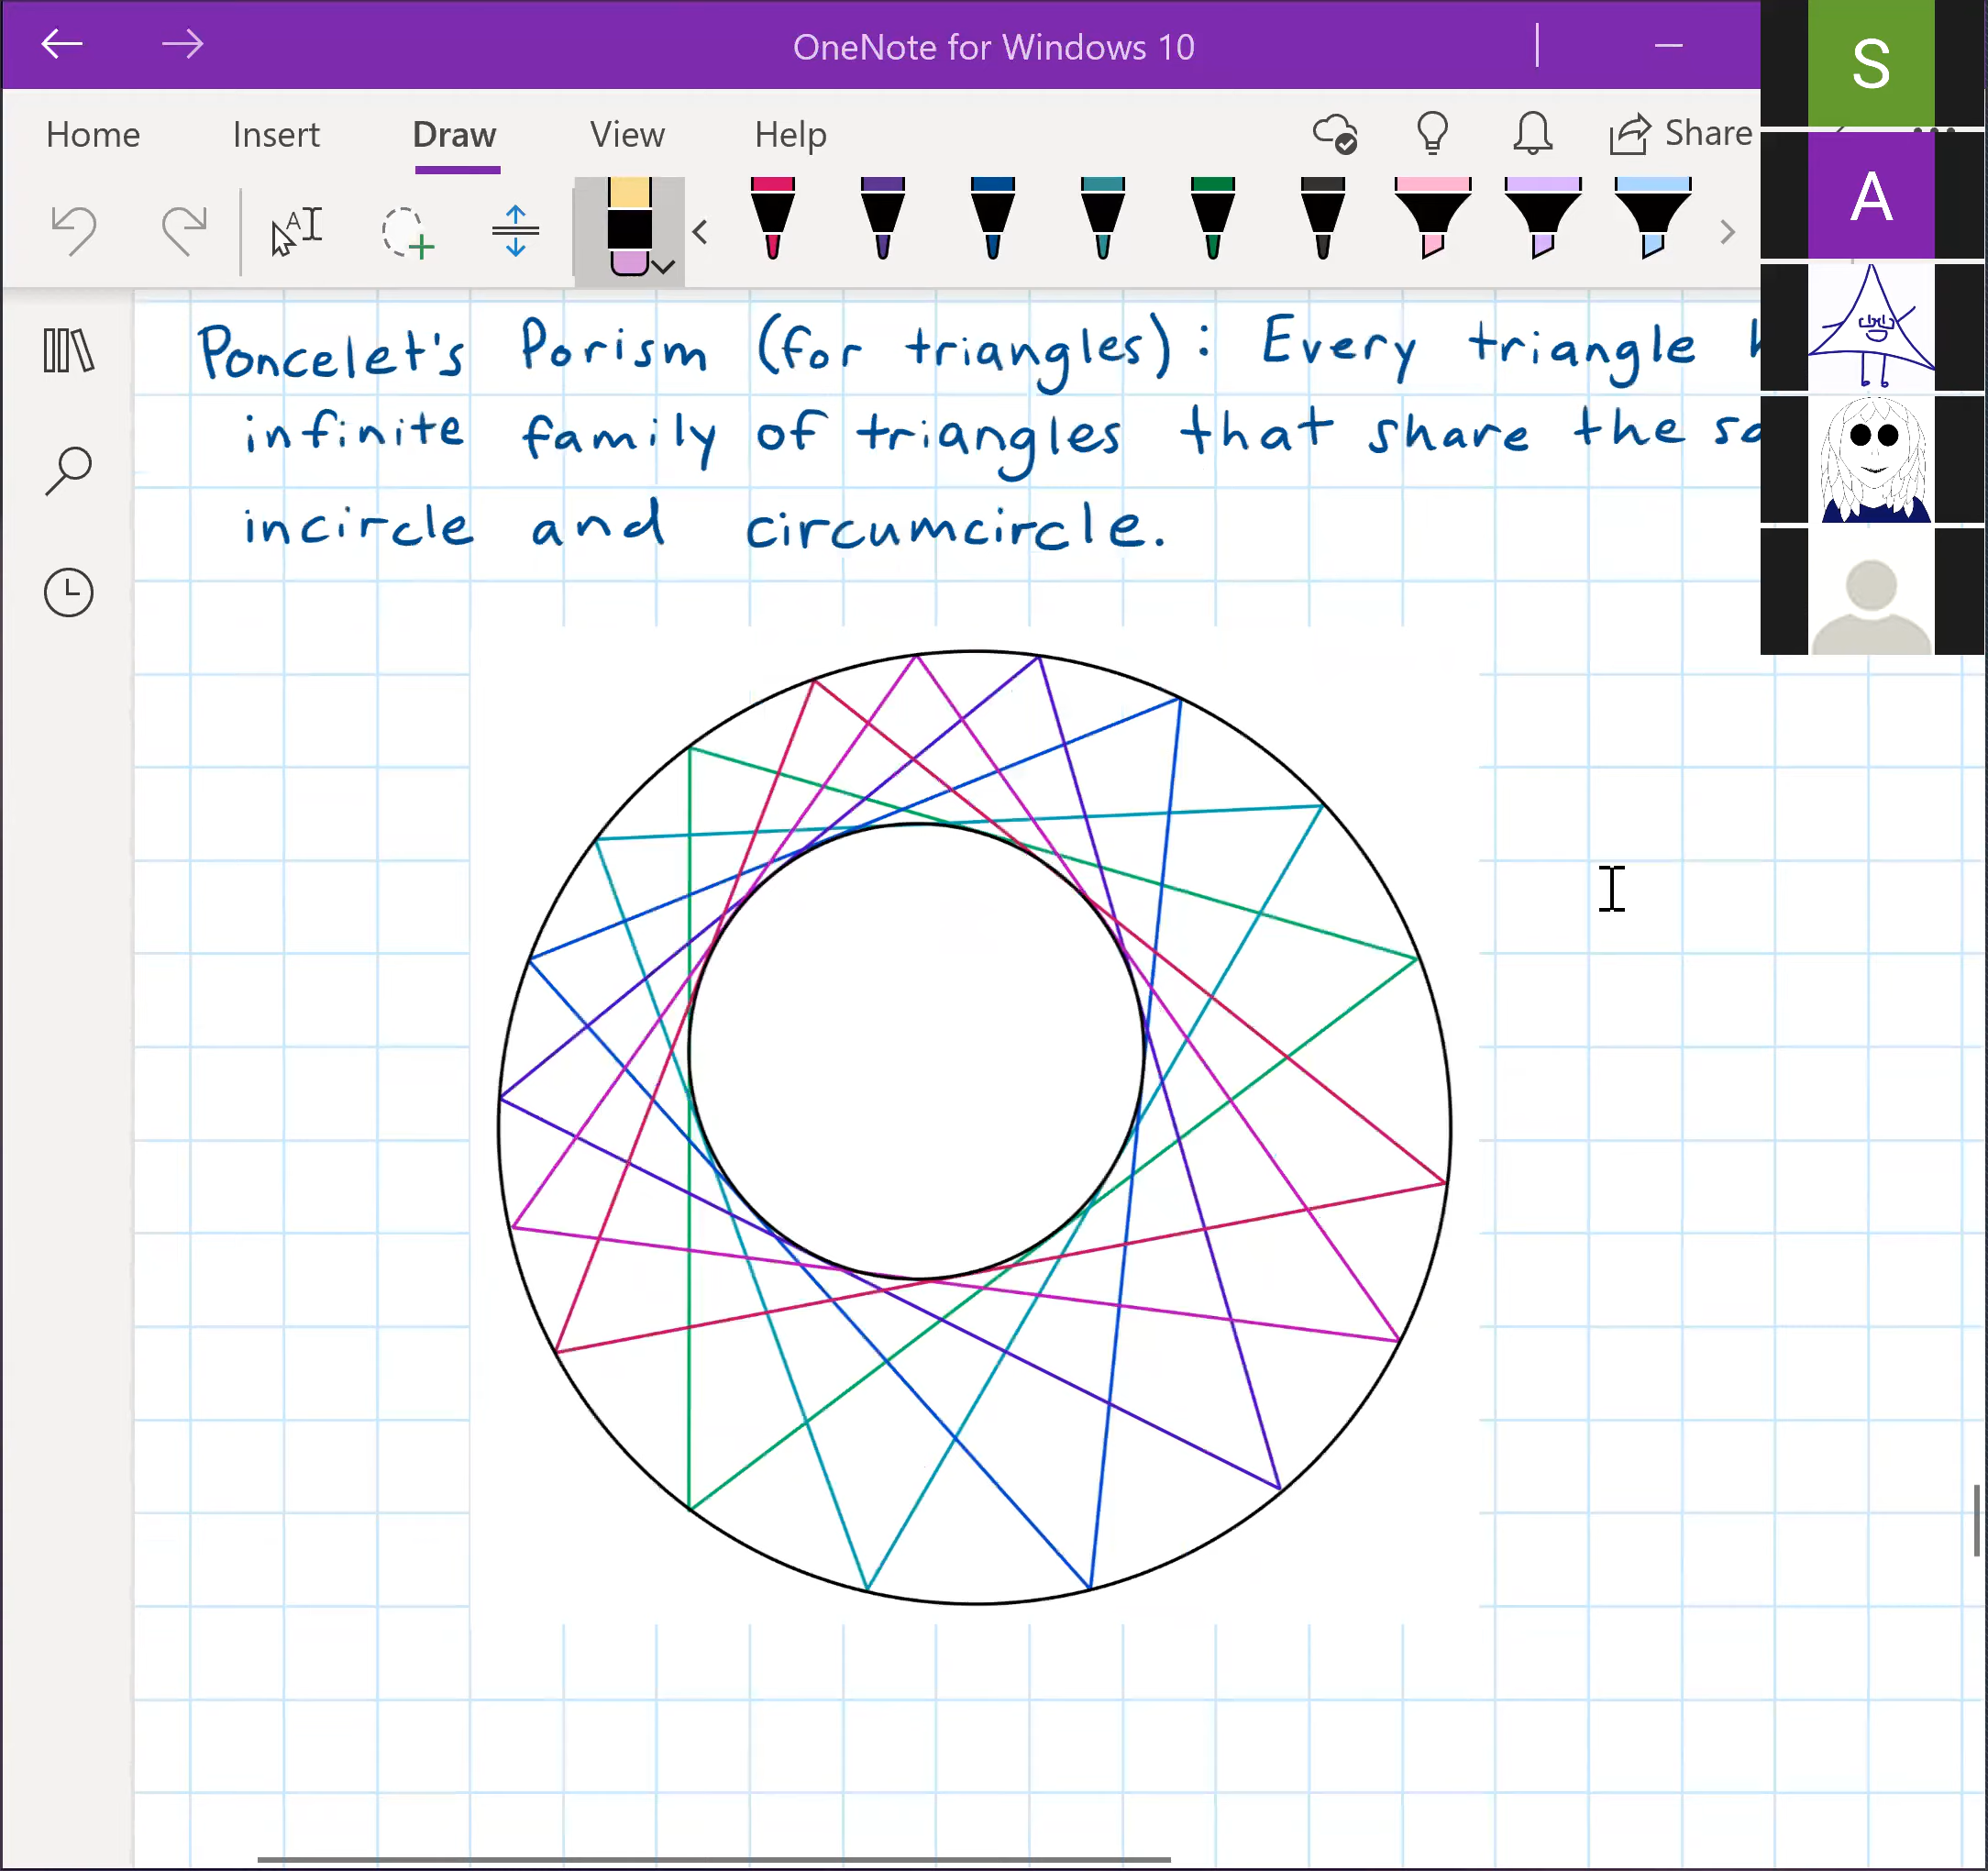 OneNote for Windows 10
S
Home Insert Draw View Help Share
A
Poncelet's Porism (for triangles): Every triangle
infinite family of triangles that share the
incircle and circumcircle.